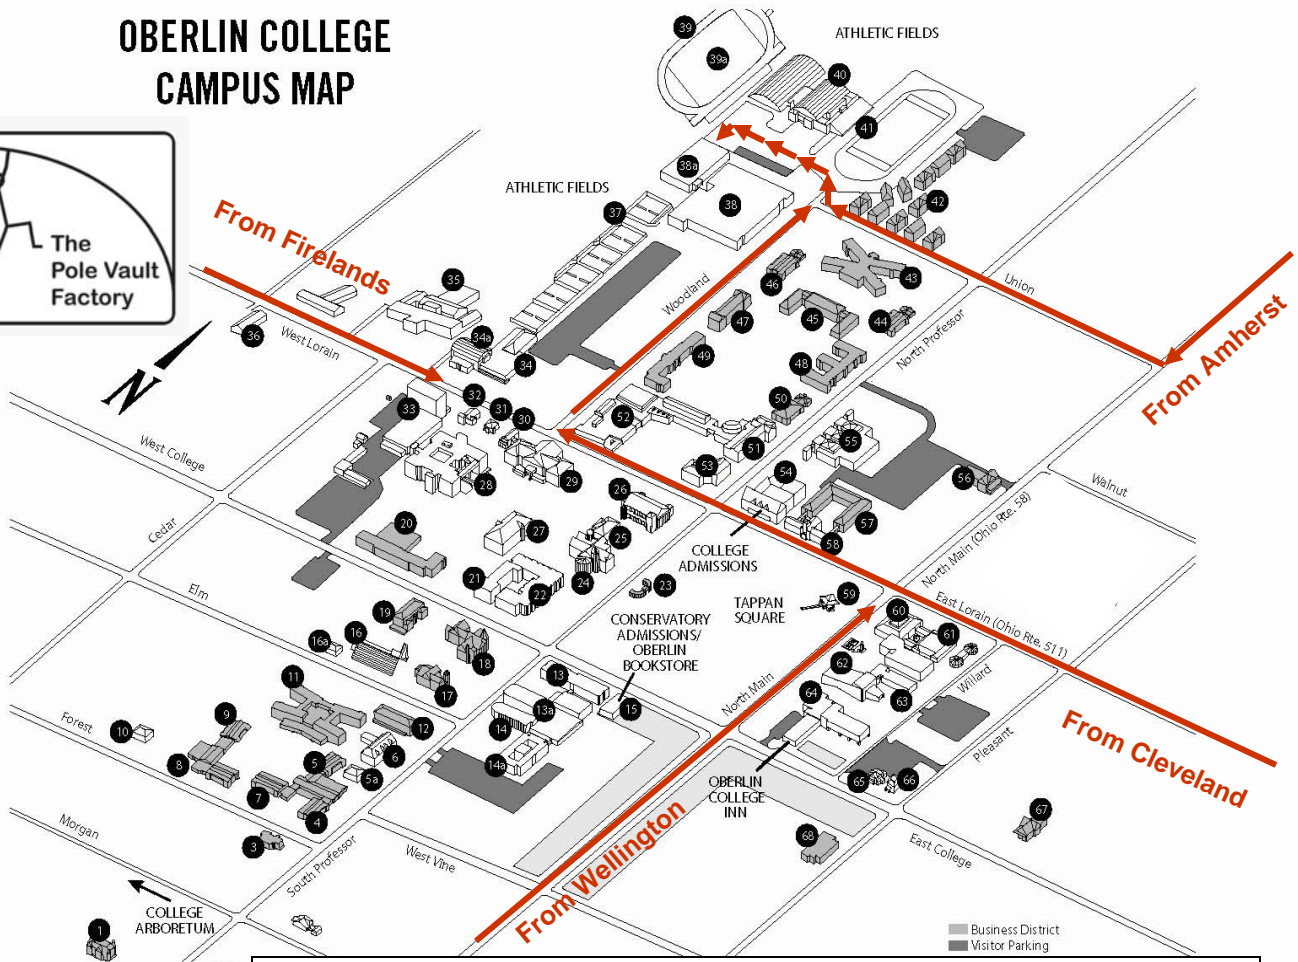 OBERLIN COLLEGE
CAMPUS MAP
ATHLETIC FIELDS
39
39a
40
41
38a
38
ATHLETIC FIELDS
37
42
The
Pole Vault
Factory
From Firelands
35
36
West Lorain
34a
34
N
Woodland
46
43
Union
47
45
44
North Professor
49
48
From Amherst
33
32
31
30
52
50
51
55
53
54
56
Walnut
West College
28
29
26
57
58
COLLEGE
ADMISSIONS
North Main (Ohio Rte. 58)
Cedar
20
27
25
21
22
24
23
Elm
19
16
16a
18
17
CONSERVATORY
ADMISSIONS/
OBERLIN
BOOKSTORE
TAPPAN
SQUARE
59
60
61
East Lorain (Ohio Rte. 511)
11
13
13a
15
North Main
62
64
63
Willard
10
9
12
14
14a
Forest
8
5
6
5a
7
4
Pleasant
From Cleveland
OBERLIN
COLLEGE
INN
65
66
67
Morgan
3
South Professor
West Vine
From Wellington
68
East College
COLLEGE
ARBORETUM
1
Business District
Visitor Parking